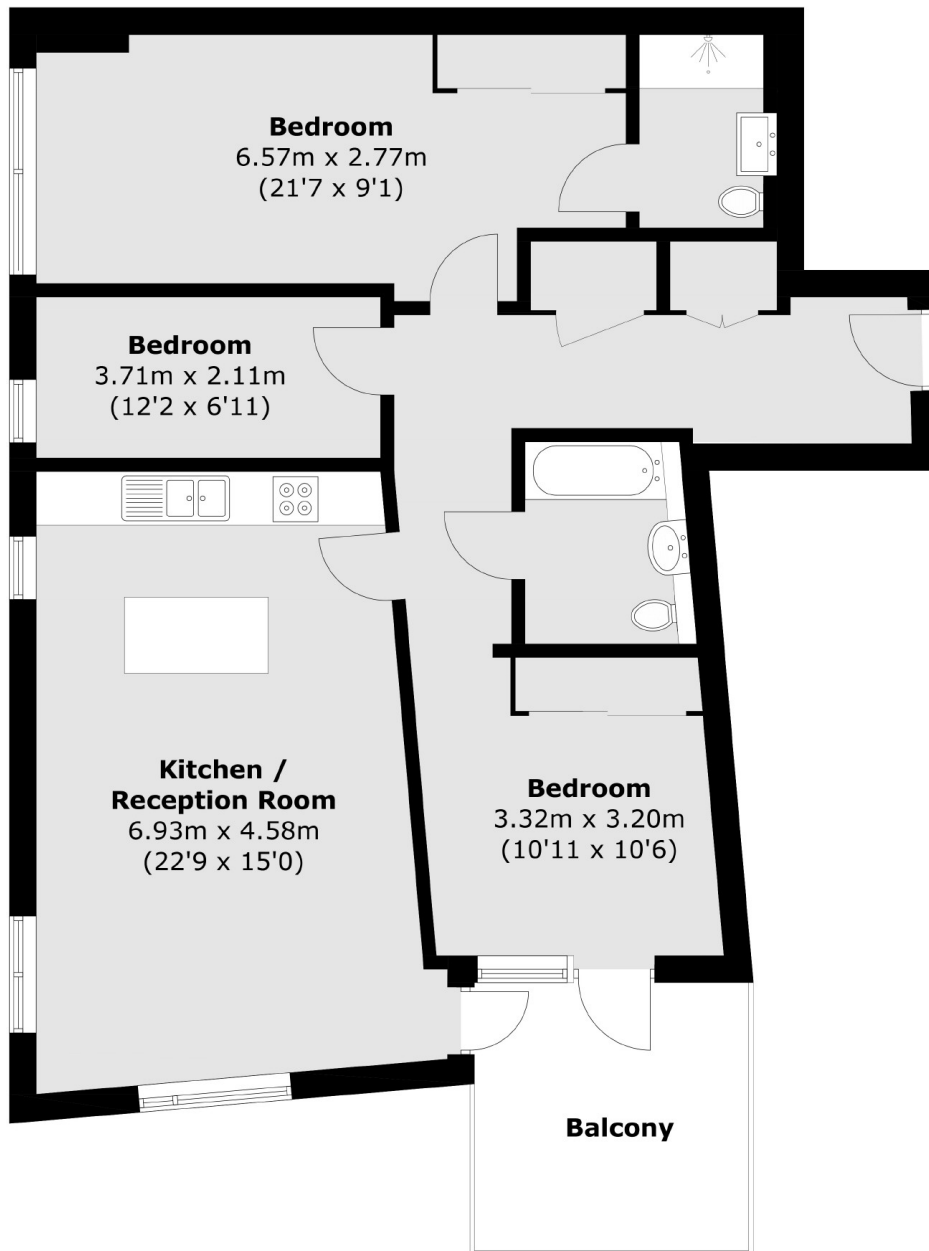 Bedroom
6.57m x 2.77m
(21'7 x 9'1)
Bedroom
3.71m x 2.11m
(12'2 x 6'11)
Kitchen /
Reception Room
6.93m x 4.58m
(22'9 x 15'0)
Bedroom
3.32m x 3.20m
(10'11 x 10'6)
Balcony